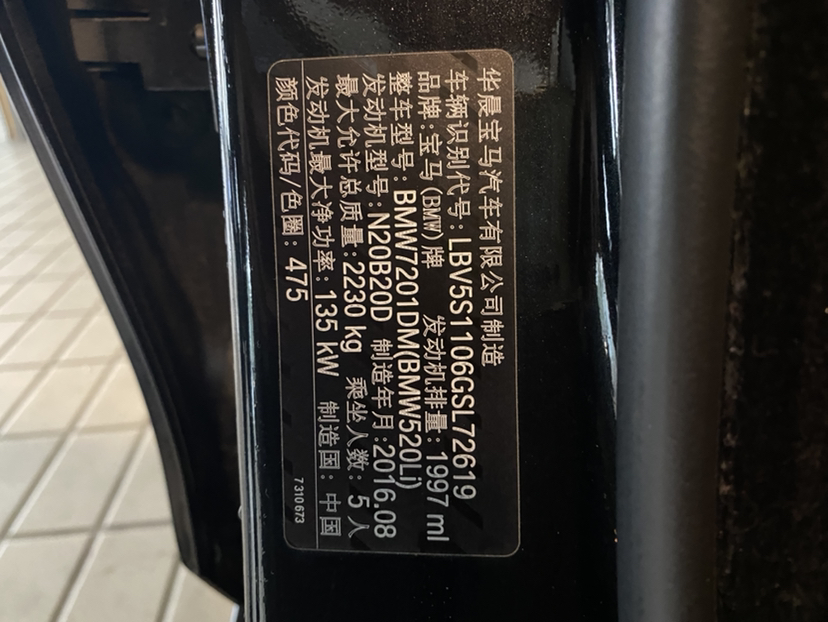 华晨宝马汽车有限公司制造
车辆识别代号: LBV5S1106GSL72619
品牌:宝马(BMW)牌 发动机排量: 1997 ml
整车型号: BMW7201DM(BMW520Li)
发动机型号: N20B20D 制造年月: 2016.08
最大允许总质量: 2230 kg 乘坐人数: 5 人
发动机最大净功率: 135 kW 制造国: 中国
颜色代码/色圈: 475
7 310 673